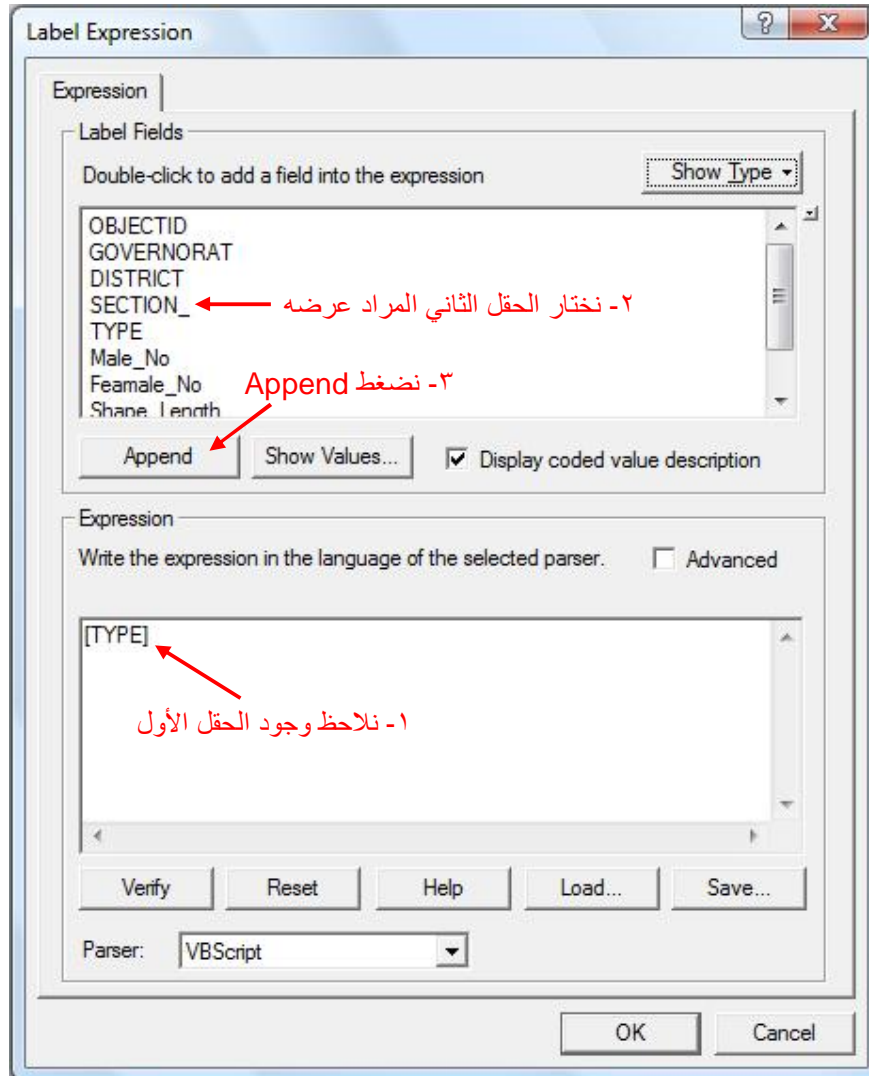 Label Expression
Expression
Label Fields
Double-click to add a field into the expression
Show Type
OBJECTID
GOVERNORAT
DISTRICT
SECTION_
٢- نختار الحقل الثاني المراد عرضه
TYPE
Male_No
Feamale_No
٣- نضغط Append
Shape_Length
Append
Show Values...
Display coded value description
Expression
Write the expression in the language of the selected parser.
Advanced
[TYPE]
١- نلاحظ وجود الحقل الأول
Verify
Reset
Help
Load...
Save...
Parser:
VBScript
OK
Cancel